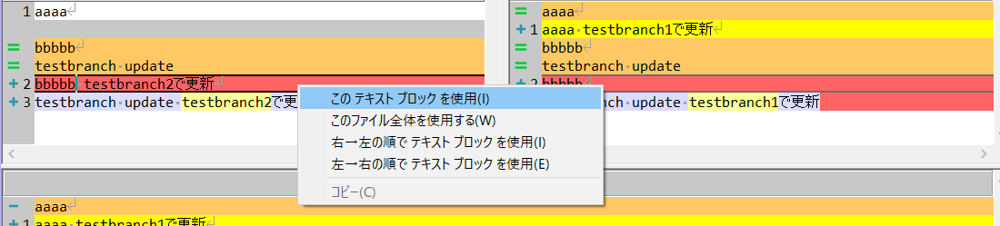 1 aaaa
bbbbb
testbranch update
2 bbbbb testbranch2で更新
3 testbranch update testbranch2で更
aaaa
1 aaaa testbranch1で更新
bbbbb
testbranch update
2 bbbbb
update testbranch1で更新
このテキスト ブロックを使用(I)
このファイル全体を使用する(W)
右→左の順で テキスト ブロックを使用(I)
左→右の順で テキスト ブロックを使用(E)
コピー(C)
aaaa
1 aaaa testbranch1で更新